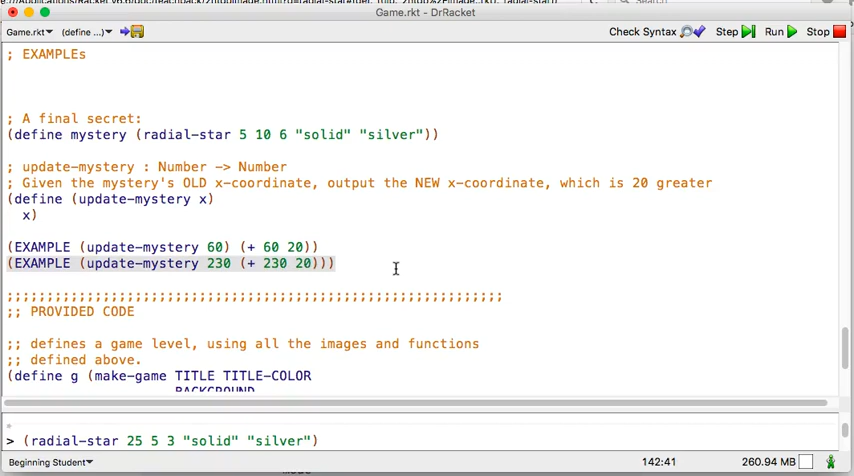 Game.rkt - DrRacket
Game.rkt▾ (define ...)▾ Check Syntax Step Run Stop
; EXAMPLEs
; A final secret:
(define mystery (radial-star 5 10 6 "solid" "silver"))
; update-mystery : Number -> Number
; Given the mystery's OLD x-coordinate, output the NEW x-coordinate, which is 20 greater
(define (update-mystery x)
x)
(EXAMPLE (update-mystery 60) (+ 60 20))
(EXAMPLE (update-mystery 230 (+ 230 20)))
;;;;;;;;;;;;;;;;;;;;;;;;;;;;;;;;;;;;;;;;;;;;;;;;;;;;;;;;;;;;;;
;; PROVIDED CODE
;; defines a game level, using all the images and functions
;; defined above.
(define g (make-game TITLE TITLE-COLOR
BACKGROUND
> (radial-star 25 5 3 "solid" "silver")
Beginning Student▾ 142:41 260.94 MB